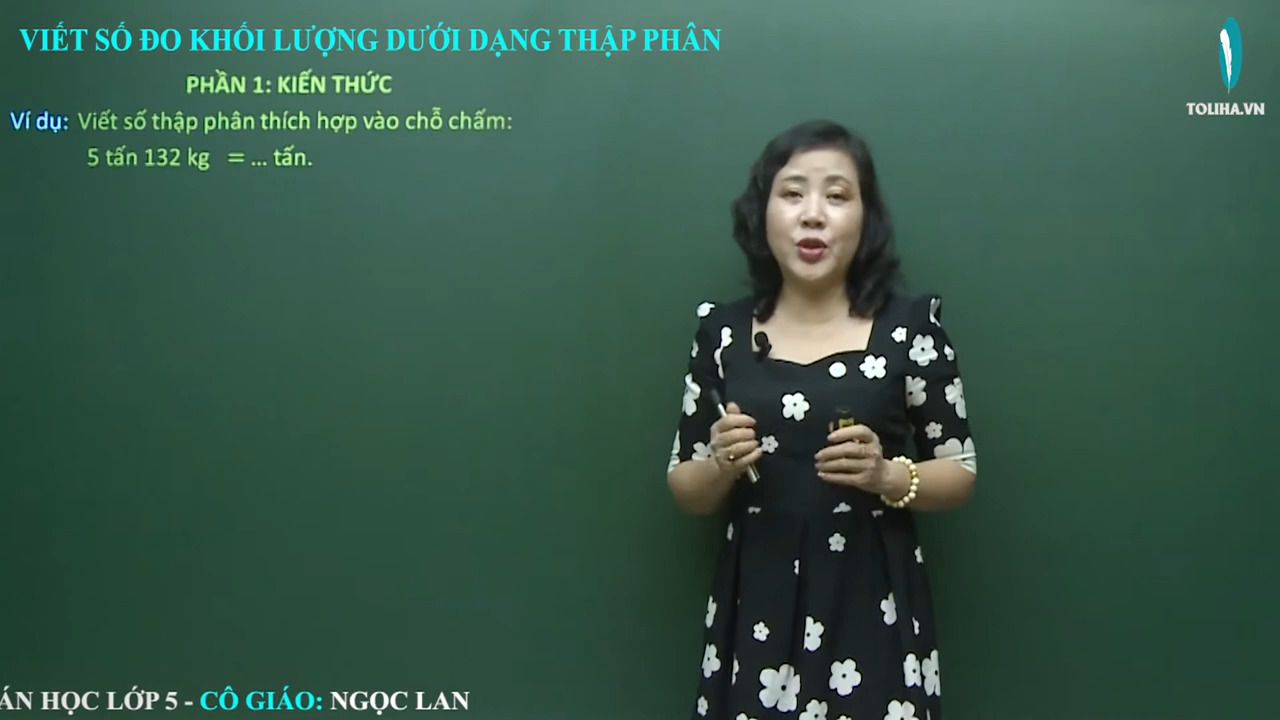 VIẾT SỐ ĐO KHỐI LƯỢNG DƯỚI DẠNG THẬP PHÂN
TOLIHA.VN
PHẦN 1: KIẾN THỨC
Ví dụ: Viết số thập phân thích hợp vào chỗ chấm:
5 tấn 132 kg = ... tấn.
ÁN HỌC LỚP 5 - CÔ GIÁO: NGỌC LAN